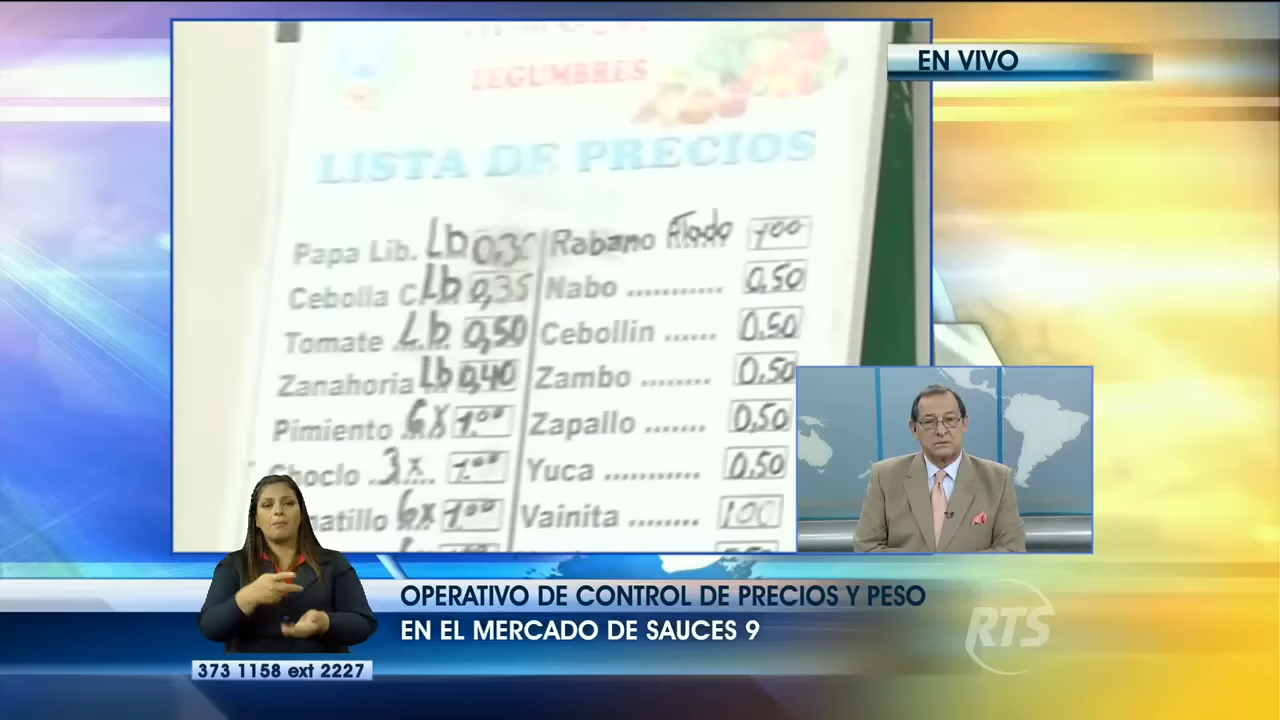 EN VIVO
LEGUMBRES
LISTA DE PRECIOS
Papa Lib. Lb 0,30 Rabano Atado 1.00
Cebolla C. Lb 0,35 Nabo ........... 0,50
Tomate ..... Lb 0,50 Cebollin ...... 0,50
Zanahoria .. Lb 0,40 Zambo ........ 0,50
Pimiento ... 6x 1.00 Zapallo ....... 0,50
Choclo ..3x.... 1.00 Yuca ........... 0,50
atillo 6x 1.00 Vainita ........ 100
OPERATIVO DE CONTROL DE PRECIOS Y PESO
EN EL MERCADO DE SAUCES 9
RTS
373 1158 ext 2227